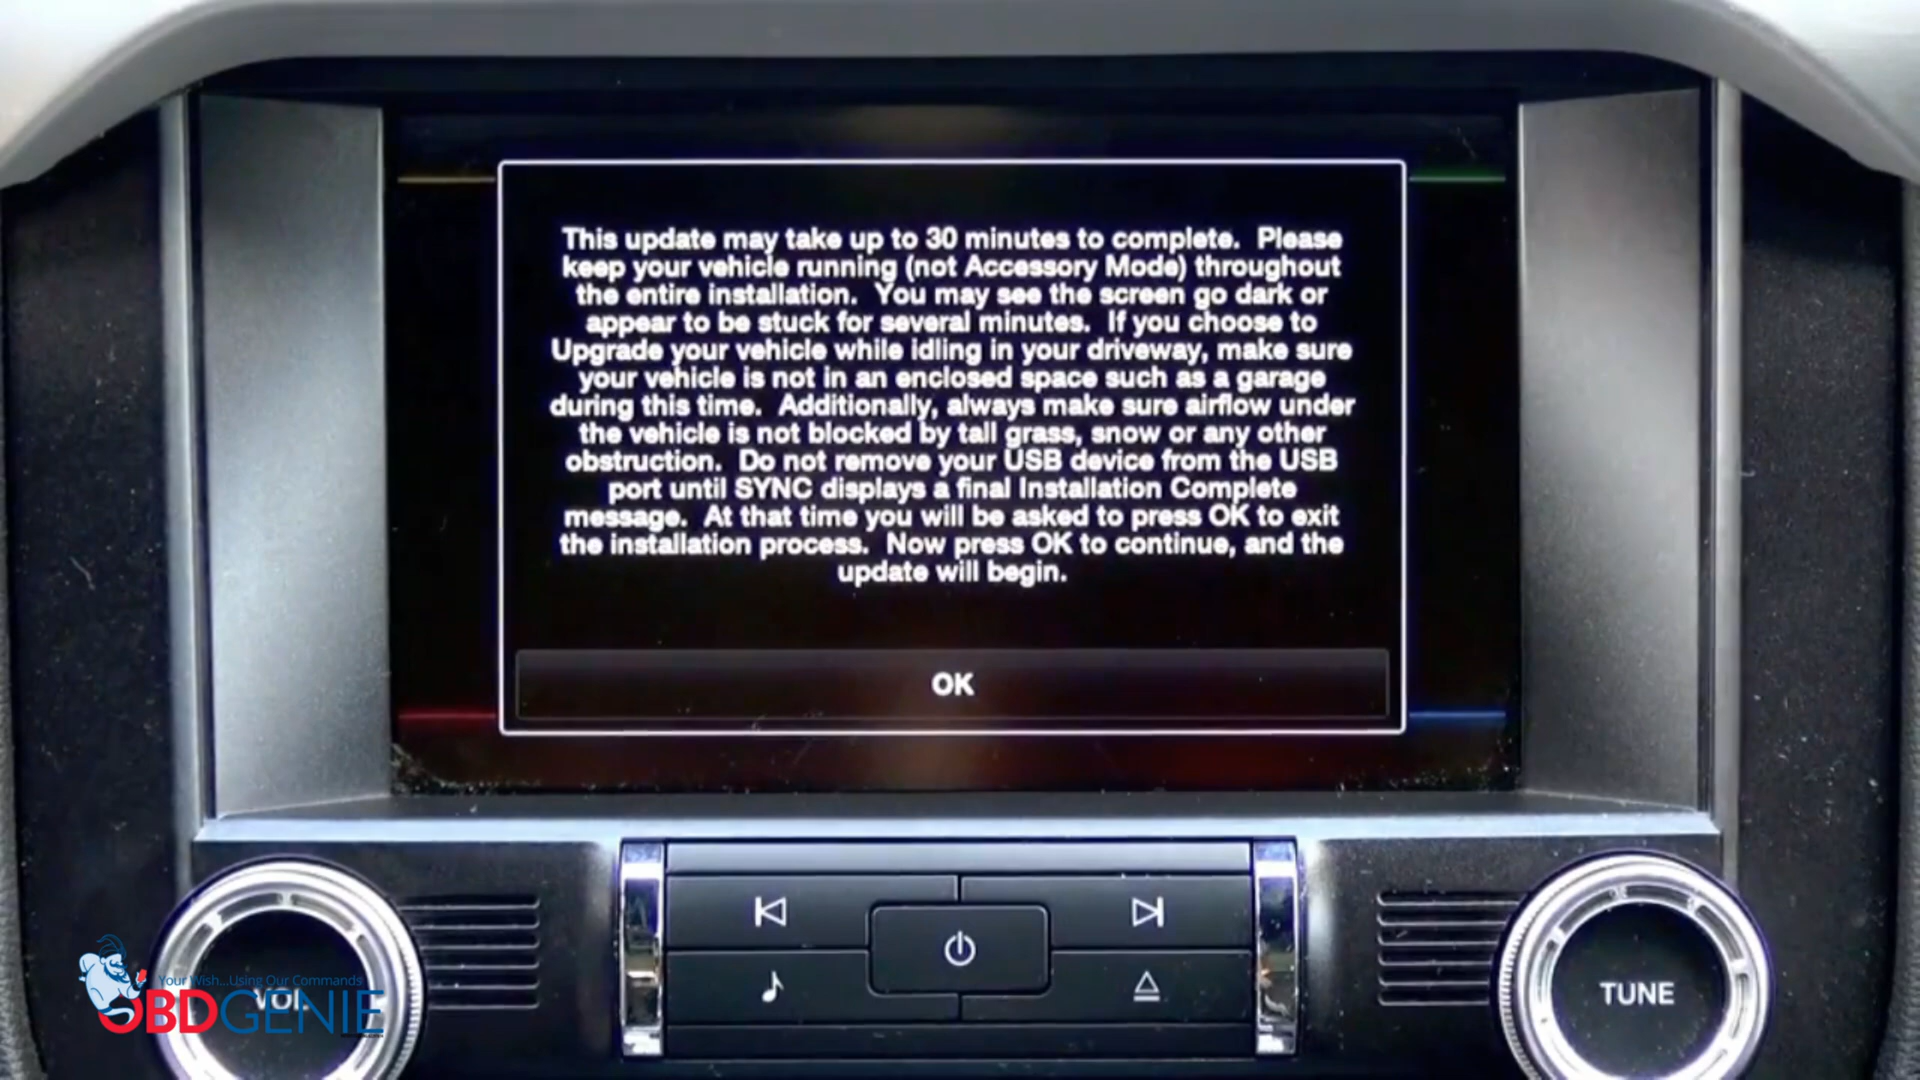 This update may take up to 30 minutes to complete.  Please
keep your vehicle running (not Accessory Mode) throughout
the entire installation.  You may see the screen go dark or
appear to be stuck for several minutes.  If you choose to
Upgrade your vehicle while idling in your driveway, make sure
your vehicle is not in an enclosed space such as a garage
during this time.  Additionally, always make sure airflow under
the vehicle is not blocked by tall grass, snow or any other
obstruction.  Do not remove your USB device from the USB
port until SYNC displays a final Installation Complete
message.  At that time you will be asked to press OK to exit
the installation process.  Now press OK to continue, and the
update will begin.
OK
VOL
TUNE
Your Wish...Using Our Commands
OBDGENIE